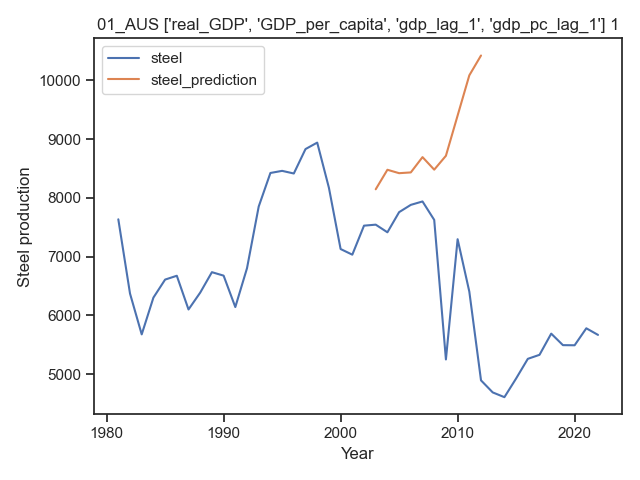 01_AUS ['real_GDP', 'GDP_per_capita', 'gdp_lag_1', 'gdp_pc_lag_1'] 1
steel
steel_prediction
10000
9000
8000
7000
6000
5000
Steel production
1980
1990
2000
2010
2020
Year